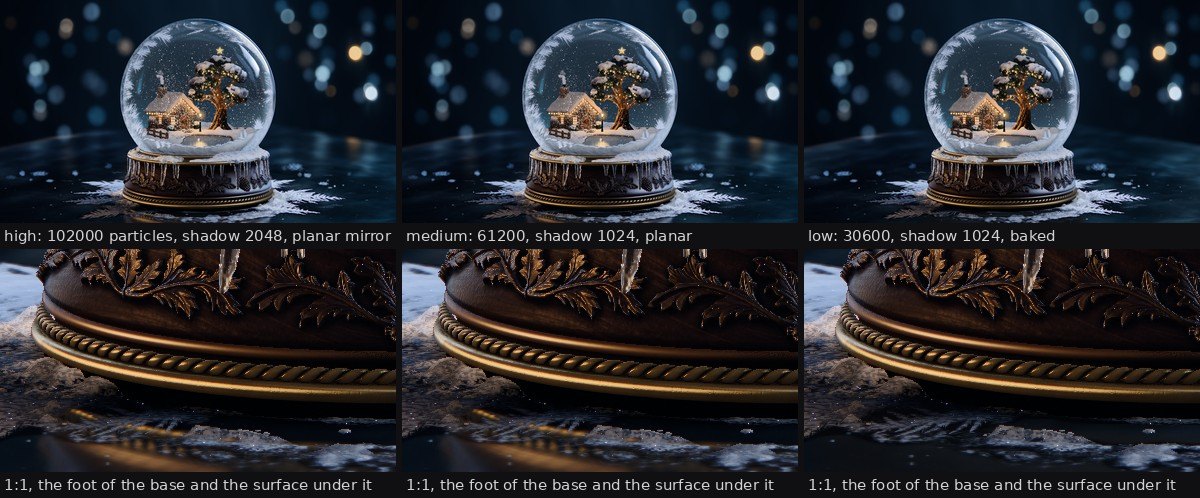 high: 102000 particles, shadow 2048, planar mirror
medium: 61200, shadow 1024, planar
low: 30600, shadow 1024, baked
1:1, the foot of the base and the surface under it
1:1, the foot of the base and the surface under it
1:1, the foot of the base and the surface under it